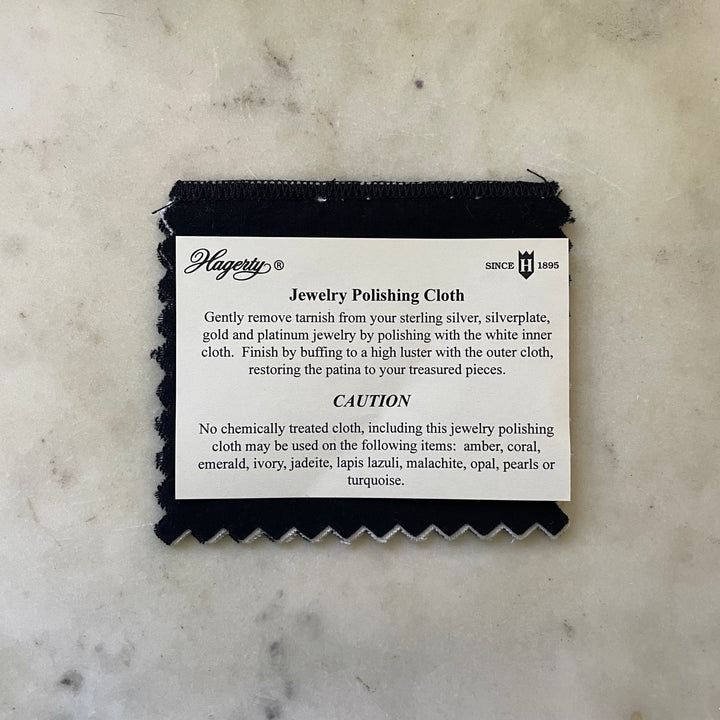 Hagerty ®
SINCE H 1895
Jewelry Polishing Cloth
Gently remove tarnish from your sterling silver, silverplate,
gold and platinum jewelry by polishing with the white inner
cloth. Finish by buffing to a high luster with the outer cloth,
restoring the patina to your treasured pieces.
CAUTION
No chemically treated cloth, including this jewelry polishing
cloth may be used on the following items: amber, coral,
emerald, ivory, jadeite, lapis lazuli, malachite, opal, pearls or
turquoise.